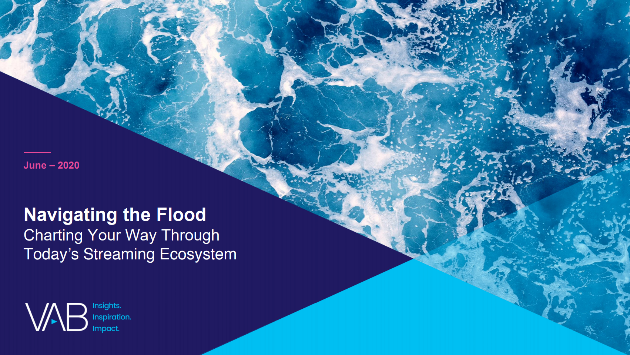 June – 2020
Navigating the Flood
Charting Your Way Through
Today's Streaming Ecosystem
VAB
Insights.
Inspiration.
Impact.